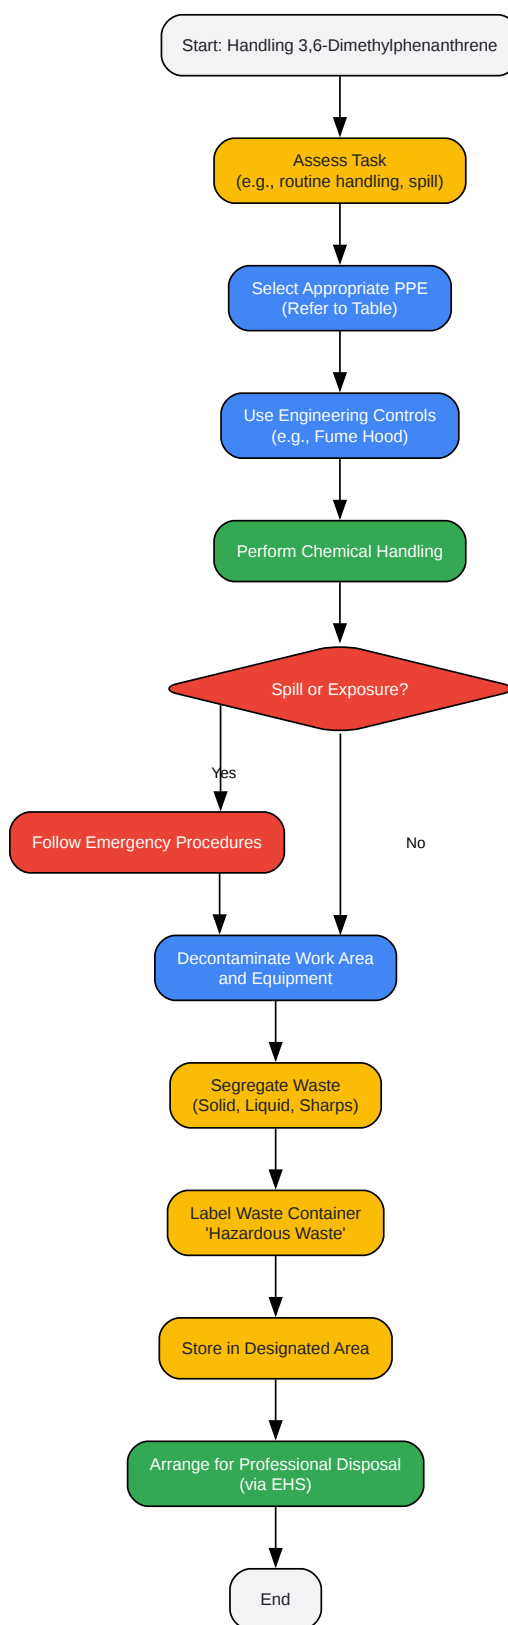 Start: Handling 3,6-Dimethylphenanthrene
Assess Task
(e.g., routine handling, spill)
Select Appropriate PPE
(Refer to Table)
Use Engineering Controls
(e.g., Fume Hood)
Perform Chemical Handling
Spill or Exposure?
Yes
Follow Emergency Procedures
No
Decontaminate Work Area
and Equipment
Segregate Waste
(Solid, Liquid, Sharps)
Label Waste Container
'Hazardous Waste'
Store in Designated Area
Arrange for Professional Disposal
(via EHS)
End